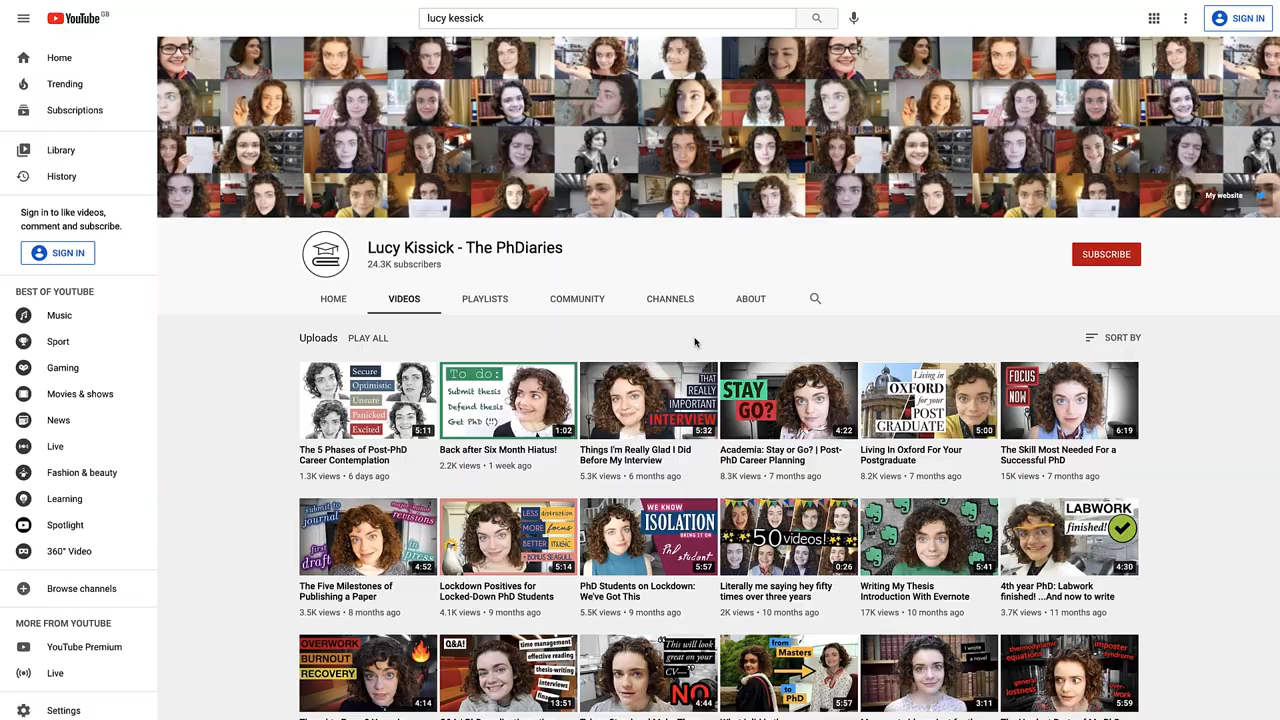 YouTube GB
lucy kessick
SIGN IN
Home
Trending
Subscriptions
Library
History
Sign in to like videos,
comment and subscribe.
SIGN IN
BEST OF YOUTUBE
Music
Sport
Gaming
Movies & shows
News
Live
Fashion & beauty
Learning
Spotlight
360° Video
Browse channels
MORE FROM YOUTUBE
YouTube Premium
Live
Settings
My website
Lucy Kissick - The PhDiaries
24.3K subscribers
SUBSCRIBE
HOME VIDEOS PLAYLISTS COMMUNITY CHANNELS ABOUT
Uploads PLAY ALL SORT BY
Secure
Optimistic
Unsure
Panicked
Excited
5:11
The 5 Phases of Post-PhD
Career Contemplation
1.3K views • 6 days ago
To do:
Submit thesis
Defend thesis
Get PhD (!!)
1:02
Back after Six Month Hiatus!
2.2K views • 1 week ago
THAT
REALLY
IMPORTANT
INTERVIEW
5:32
Things I'm Really Glad I Did
Before My Interview
5.3K views • 6 months ago
STAY
GO?
4:22
Academia: Stay or Go? | Post-
PhD Career Planning
8.3K views • 7 months ago
Living in
OXFORD
for your
POST
GRADUATE
5:00
Living In Oxford For Your
Postgraduate
8.2K views • 7 months ago
FOCUS
NOW
6:19
The Skill Most Needed For a
Successful PhD
15K views • 7 months ago
submit to
journal
revisions
first
draft
in
press
4:52
The Five Milestones of
Publishing a Paper
3.5K views • 8 months ago
LESS distraction
MORE focus
BETTER music
+ BONUS SEAGULL
5:14
Lockdown Positives for
Locked-Down PhD Students
4.1K views • 9 months ago
WE KNOW
ISOLATION
BRING IT ON
PhD
student
5:57
PhD Students on Lockdown:
We've Got This
5.5K views • 9 months ago
50 videos!
0:26
Literally me saying hey fifty
times over three years
2K views • 10 months ago
5:41
Writing My Thesis
Introduction With Evernote
17K views • 10 months ago
LABWORK
finished!
4:30
4th year PhD: Labwork
finished! ...And now to write
3.7K views • 11 months ago
OVERWORK
BURNOUT
RECOVERY
4:14
Q&A!
time management
effective reading
thesis-writing
interviews
13:51
"This will look
great on your
CV—"
NO
4:44
from
Masters
to
PhD
5:57
I wrote
a novel
3:11
thermodynamic
equations
imposter
syndrome
general
lostness
over-
work
5:59